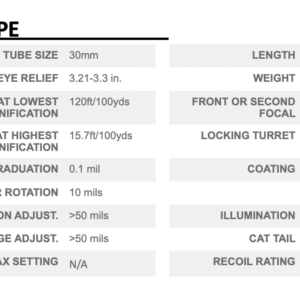 PE
TUBE SIZE 30mm LENGTH
EYE RELIEF 3.21-3.3 in. WEIGHT
AT LOWEST
NIFICATION 120ft/100yds FRONT OR SECOND
FOCAL
AT HIGHEST
NIFICATION 15.7ft/100yds LOCKING TURRET
RADUATION 0.1 mil COATING
R ROTATION 10 mils
ON ADJUST. >50 mils ILLUMINATION
GE ADJUST. >50 mils CAT TAIL
AX SETTING N/A RECOIL RATING